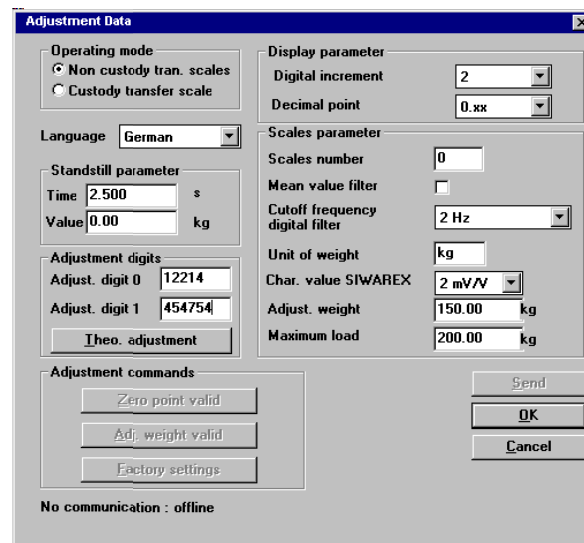 Adjustment Data
Operating mode
Non custody tran. scales
Custody transfer scale
Language German
Standstill parameter
Time 2.500 s
Value 0.00 kg
Adjustment digits
Adjust. digit 0 12214
Adjust. digit 1 454754
Theo. adjustment
Display parameter
Digital increment 2
Decimal point 0.xx
Scales parameter
Scales number 0
Mean value filter
Cutoff frequency
digital filter 2 Hz
Unit of weight kg
Char. value SIWAREX 2 mV/V
Adjust. weight 150.00 kg
Maximum load 200.00 kg
Adjustment commands
Zero point valid
Adj. weight valid
Factory settings
Send
OK
Cancel
No communication : offline